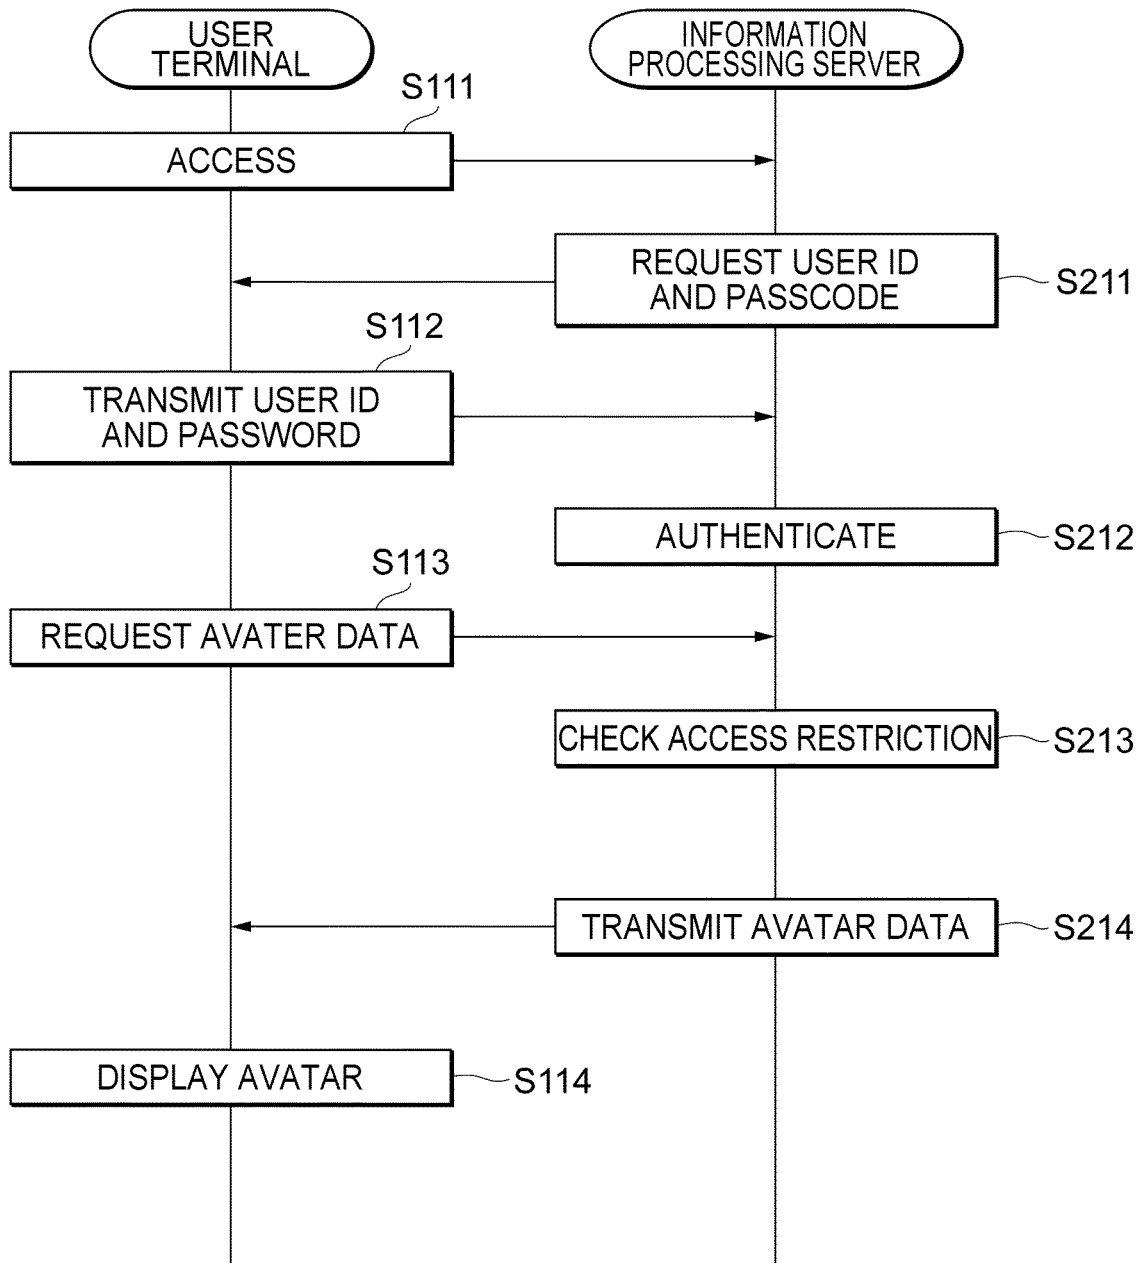 USER
TERMINAL
INFORMATION
PROCESSING SERVER
S111
ACCESS
REQUEST USER ID
AND PASSCODE
S211
S112
TRANSMIT USER ID
AND PASSWORD
AUTHENTICATE
S212
S113
REQUEST AVATER DATA
CHECK ACCESS RESTRICTION
S213
TRANSMIT AVATAR DATA
S214
DISPLAY AVATAR
S114